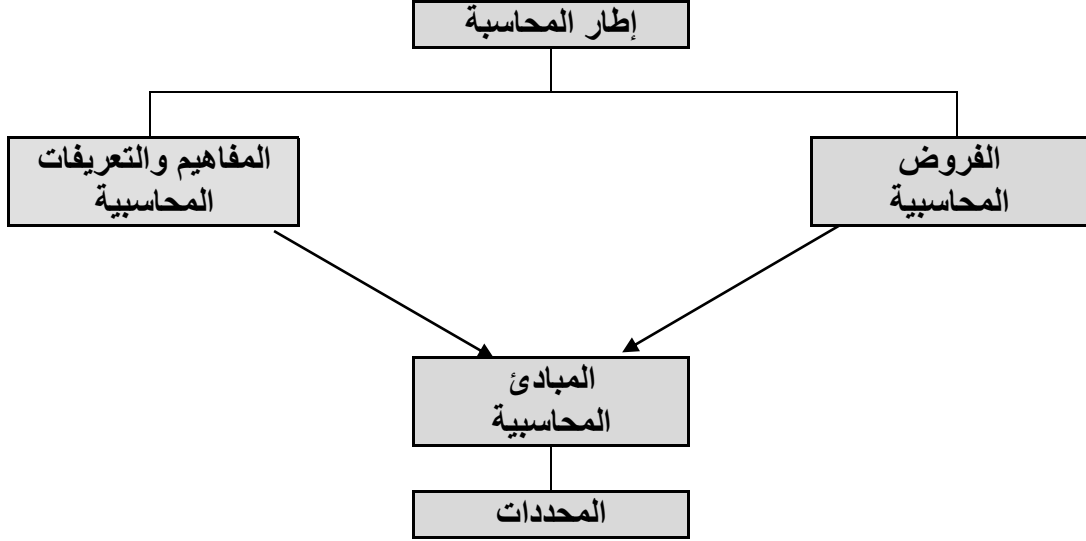 إطار المحاسبة
الفروض
المحاسبية
المفاهيم والتعريفات
المحاسبية
المبادئ
المحاسبية
المحددات